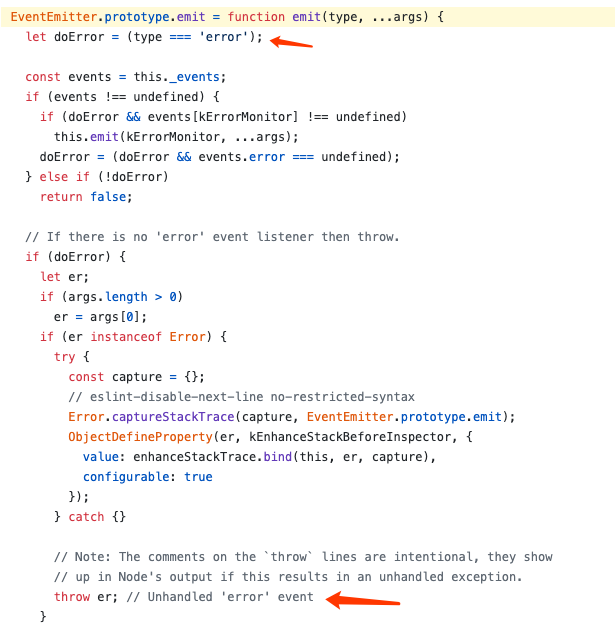 EventEmitter.prototype.emit = function emit(type, ...args) {
  let doError = (type === 'error');

  const events = this._events;
  if (events !== undefined) {
    if (doError && events[kErrorMonitor] !== undefined)
      this.emit(kErrorMonitor, ...args);
    doError = (doError && events.error === undefined);
  } else if (!doError)
    return false;

  // If there is no 'error' event listener then throw.
  if (doError) {
    let er;
    if (args.length > 0)
      er = args[0];
    if (er instanceof Error) {
      try {
        const capture = {};
        // eslint-disable-next-line no-restricted-syntax
        Error.captureStackTrace(capture, EventEmitter.prototype.emit);
        ObjectDefineProperty(er, kEnhanceStackBeforeInspector, {
          value: enhanceStackTrace.bind(this, er, capture),
          configurable: true
        });
      } catch {}

      // Note: The comments on the `throw` lines are intentional, they show
      // up in Node's output if this results in an unhandled exception.
      throw er; // Unhandled 'error' event
    }